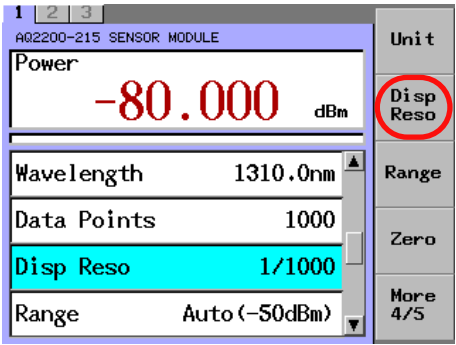 1 2 3
AQ2200-215 SENSOR MODULE
Power
-80.000 dBm
Wavelength 1310.0nm
Data Points 1000
Disp Reso 1/1000
Range Auto(-50dBm)
Unit
Disp
Reso
Range
Zero
More
4/5